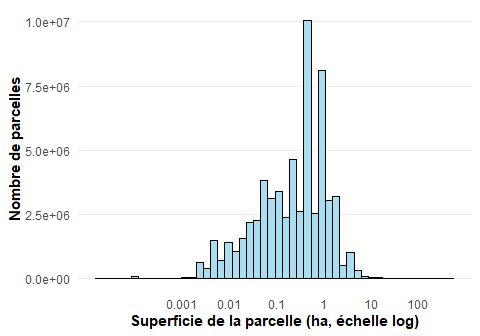 1.0e+07
7.5e+06
5.0e+06
2.5e+06
0.0e+00
Nombre de parcelles
0.001 0.01 0.1 1 10 100
Superficie de la parcelle (ha, échelle log)